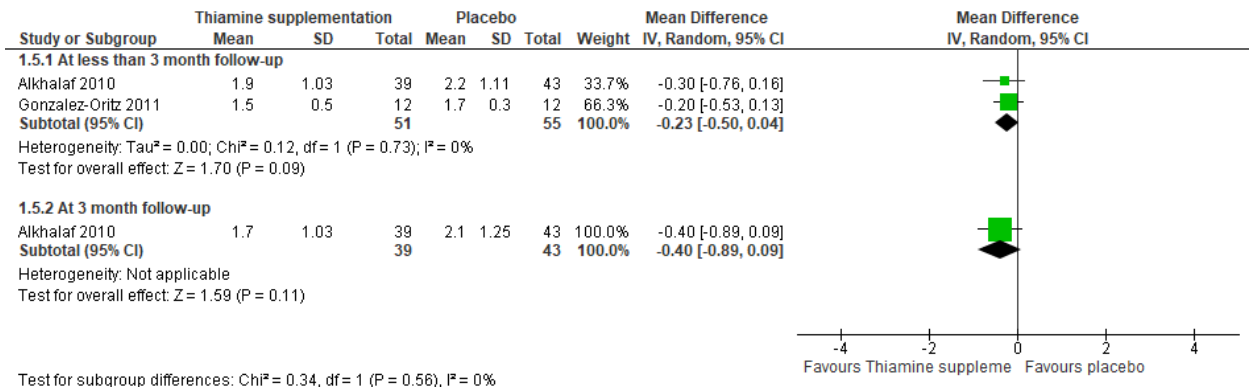 Thiamine supplementation Placebo Mean Difference Mean Difference
Study or Subgroup Mean SD Total Mean SD Total Weight IV, Random, 95% CI IV, Random, 95% CI
1.5.1 At less than 3 month follow-up
Alkhalaf 2010 1.9 1.03 39 2.2 1.11 43 33.7% -0.30 [-0.76, 0.16]
Gonzalez-Oritz 2011 1.5 0.5 12 1.7 0.3 12 66.3% -0.20 [-0.53, 0.13]
Subtotal (95% CI) 51 55 100.0% -0.23 [-0.50, 0.04]
Heterogeneity: Tau² = 0.00; Chi² = 0.12, df = 1 (P = 0.73); I² = 0%
Test for overall effect: Z = 1.70 (P = 0.09)
1.5.2 At 3 month follow-up
Alkhalaf 2010 1.7 1.03 39 2.1 1.25 43 100.0% -0.40 [-0.89, 0.09]
Subtotal (95% CI) 39 43 100.0% -0.40 [-0.89, 0.09]
Heterogeneity: Not applicable
Test for overall effect: Z = 1.59 (P = 0.11)
-4 -2 0 2 4
Favours Thiamine suppleme Favours placebo
Test for subgroup differences: Chi² = 0.34, df = 1 (P = 0.56), I² = 0%